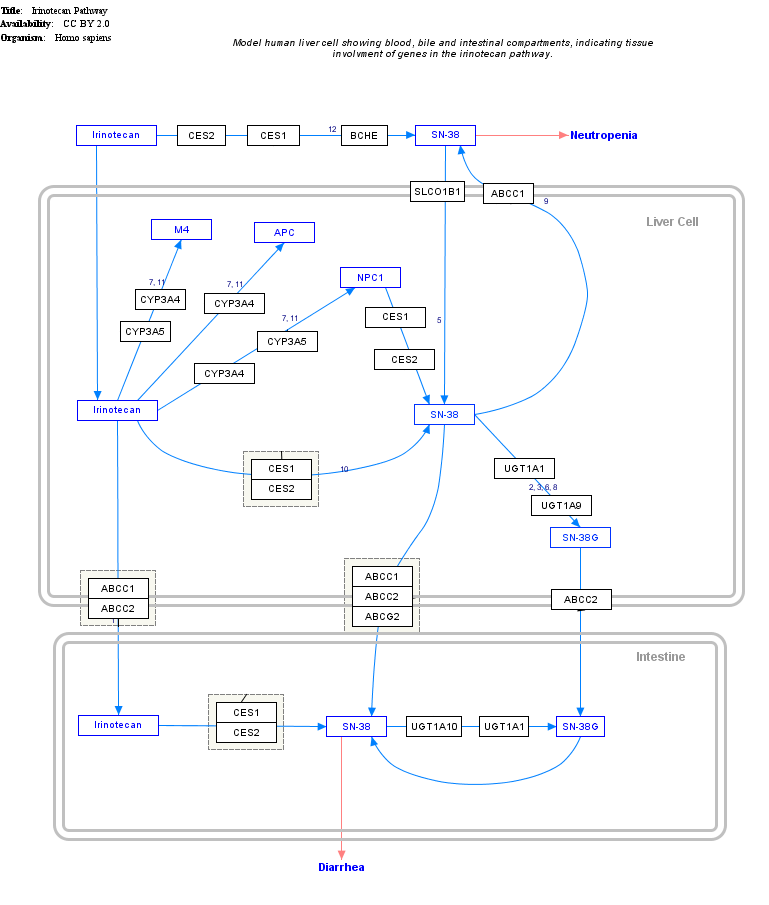 Title: Irinotecan Pathway
Availability: CC BY 2.0
Organism: Homo sapiens
Model human liver cell showing blood, bile and intestinal compartments, indicating tissue
involvment of genes in the irinotecan pathway.
Irinotecan CES2 CES1 12 BCHE SN-38 Neutropenia
SLCO1B1 ABCC1
9
Liver Cell
M4 APC
NPC1
7, 11 7, 11
CYP3A4 CYP3A4
7, 11 CES1 5
CYP3A5 CYP3A5
CES2
CYP3A4
Irinotecan SN-38
CES1 10 UGT1A1
CES2 2, 3, 6, 8
UGT1A9
SN-38G
ABCC1 ABCC1
ABCC2 ABCC2 ABCC2
ABCG2
Intestine
CES1
Irinotecan SN-38 UGT1A10 UGT1A1 SN-38G
CES2
Diarrhea